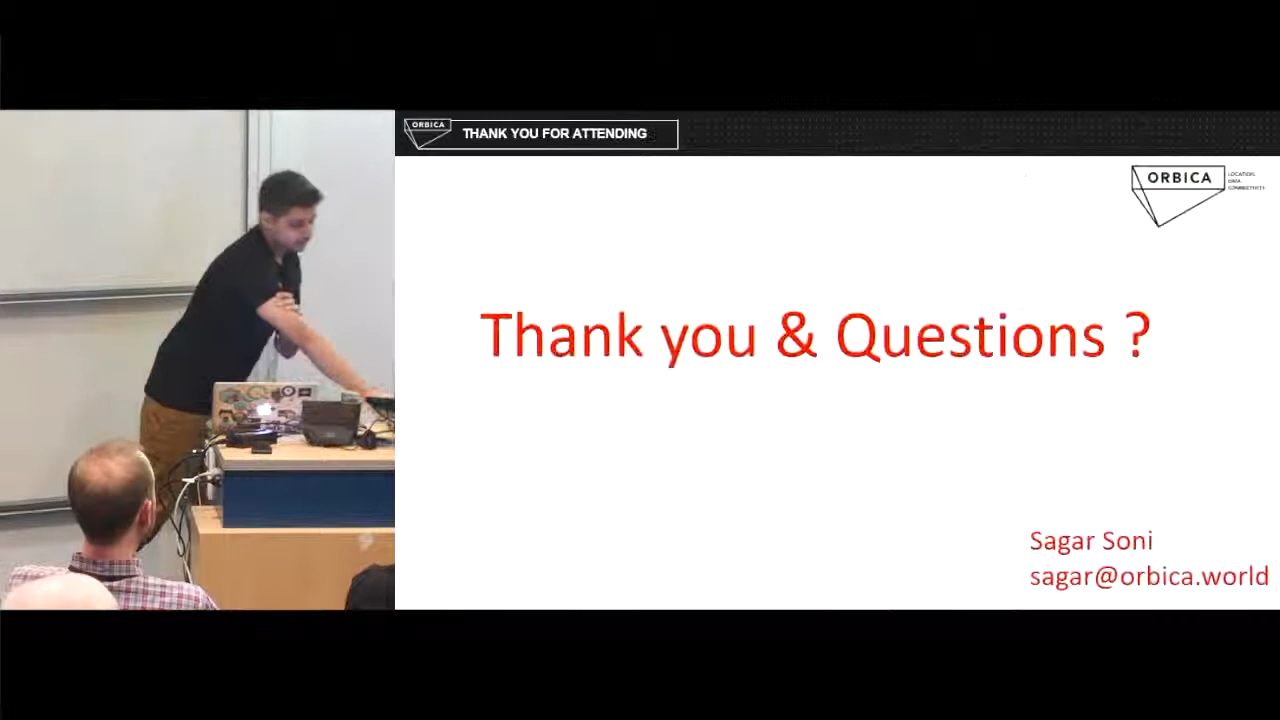 ORBICA
THANK YOU FOR ATTENDING
ORBICA
LOCATION.
DATA.
CONNECTIVITY.
Thank you & Questions ?
Sagar Soni
sagar@orbica.world